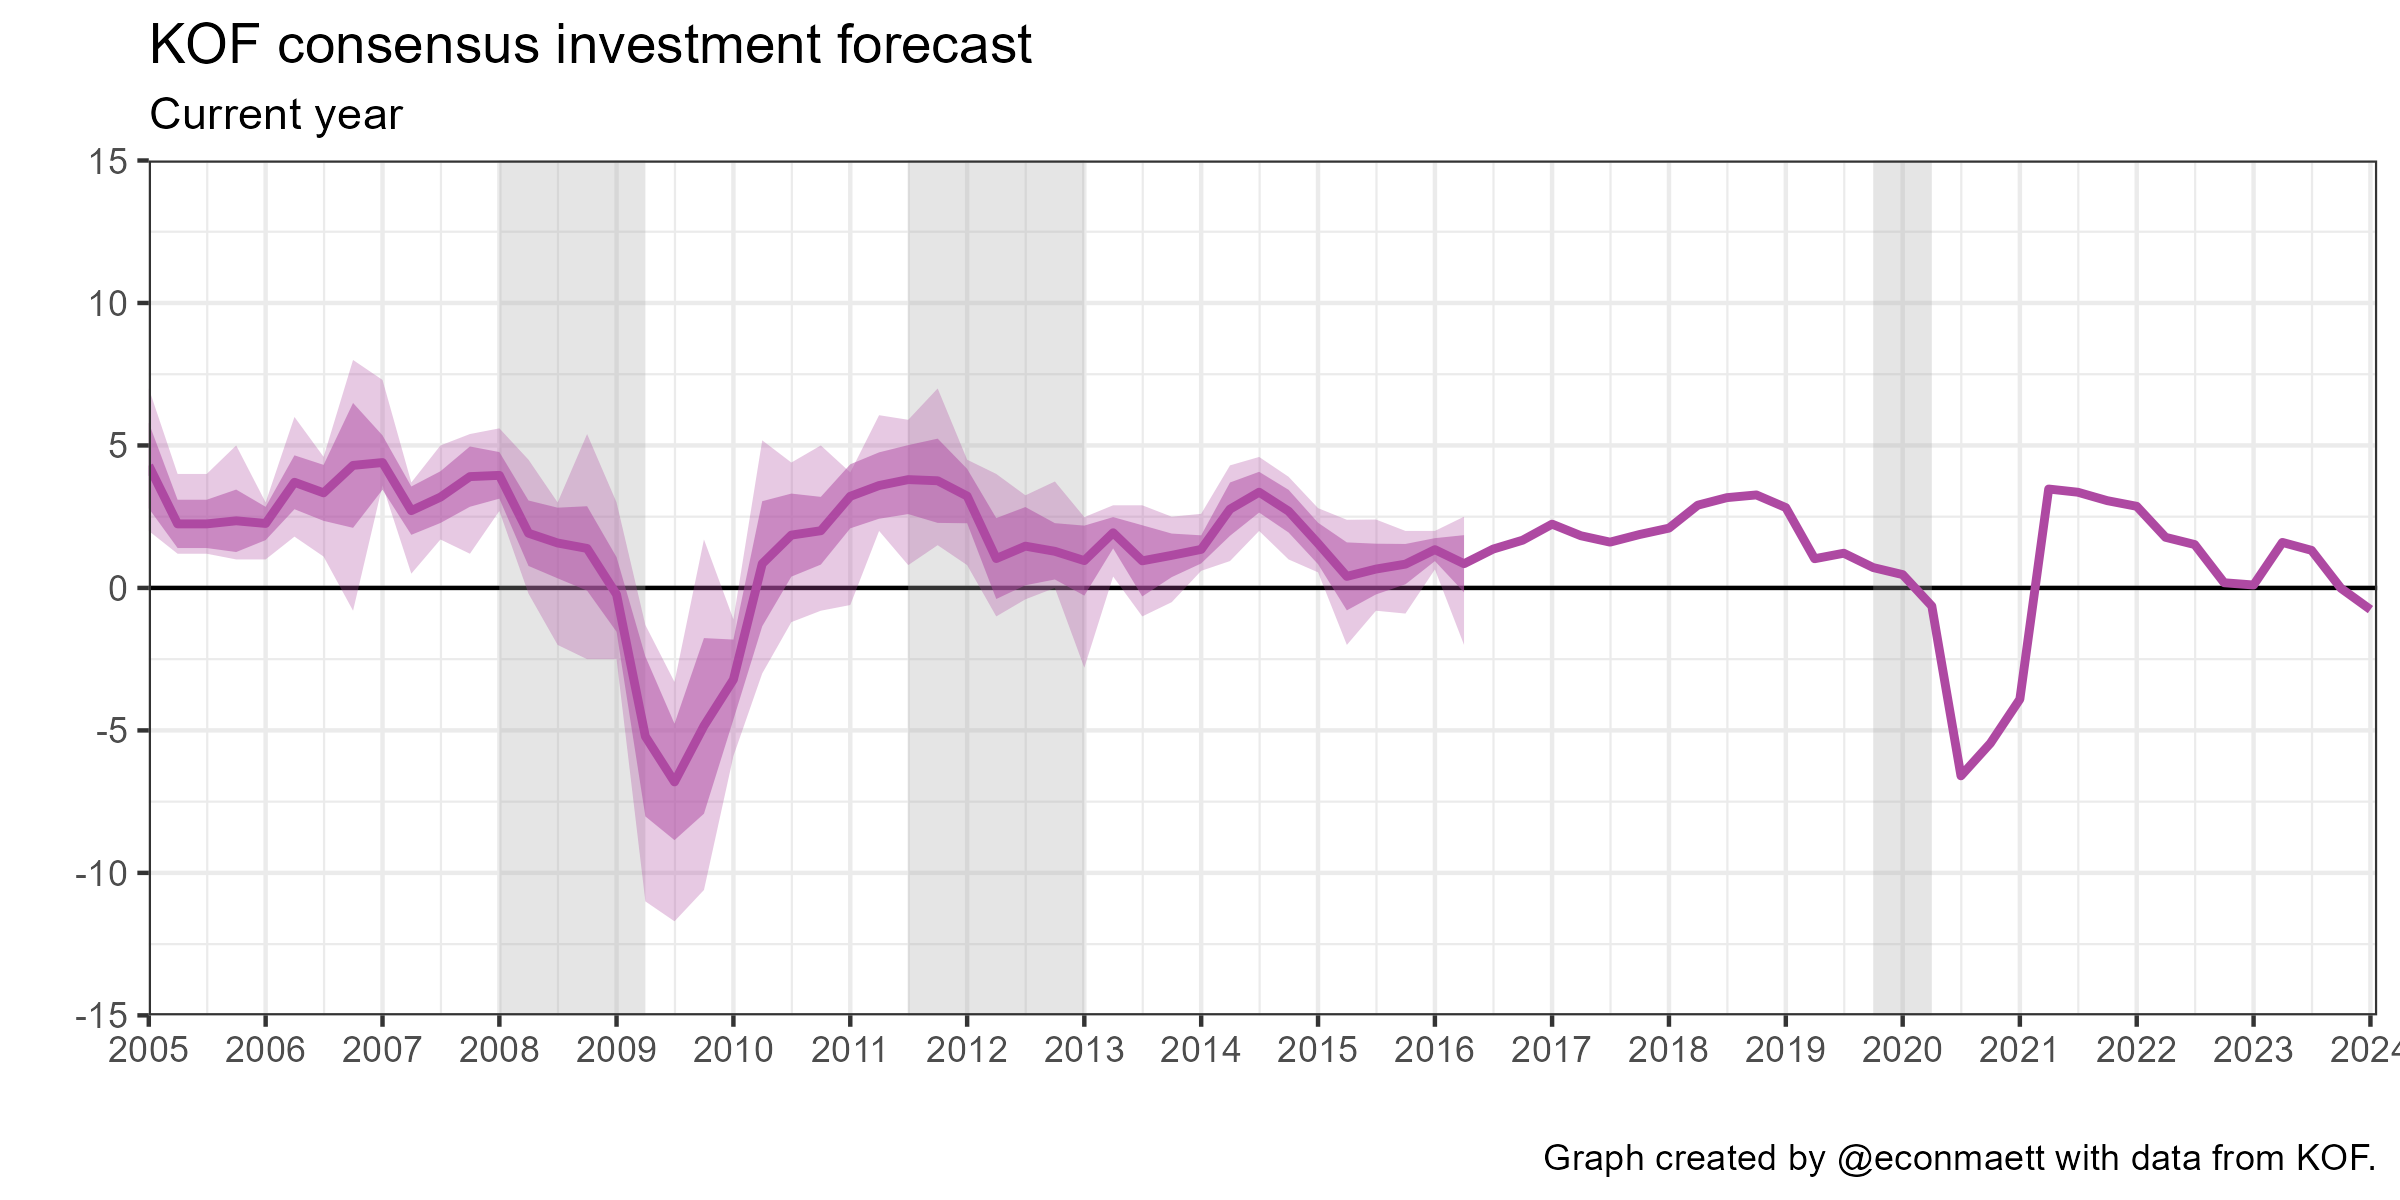 KOF consensus investment forecast
Current year
15
10
5
0
-5
-10
-15
2005 2006 2007 2008 2009 2010 2011 2012 2013 2014 2015 2016 2017 2018 2019 2020 2021 2022 2023 2024
Graph created by @econmaett with data from KOF.